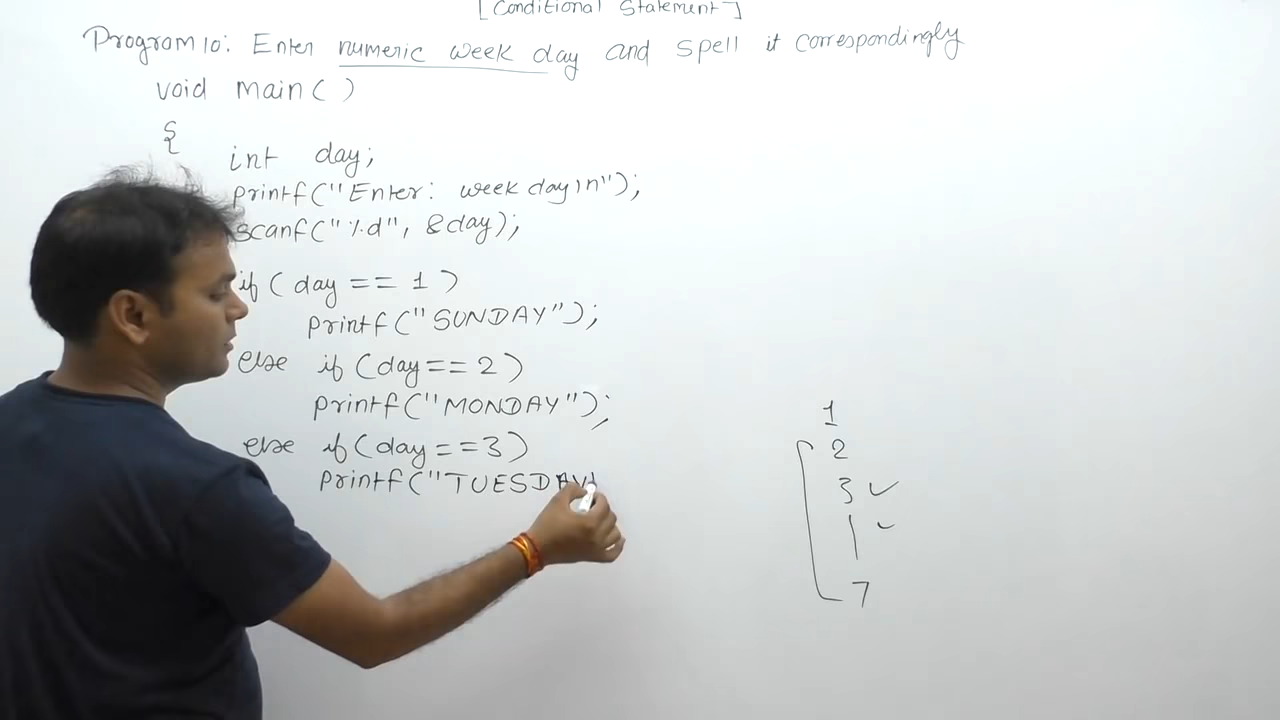 [Conditional Statement]
Program 10: Enter numeric week day and spell it correspondingly
void main( )
{
int day;
printf("Enter: week day\n");
scanf("%d", &day);
if( day == 1 )
printf("SUNDAY");
else if (day == 2)
printf("MONDAY");
else if (day == 3)
printf("TUESDAY
1
2
3 ✓
| ✓
7